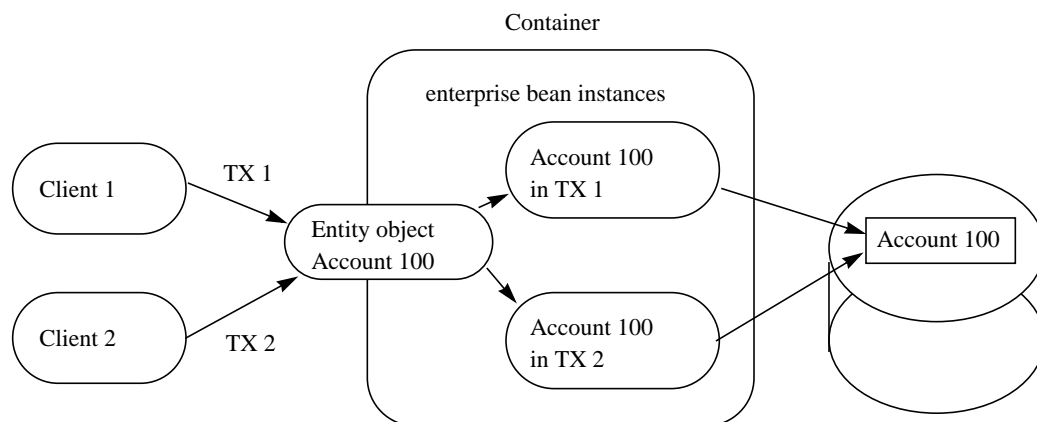 Container
enterprise bean instances
Client 1
TX 1
Account 100
in TX 1
Entity object
Account 100
Account 100
Client 2
TX 2
Account 100
in TX 2